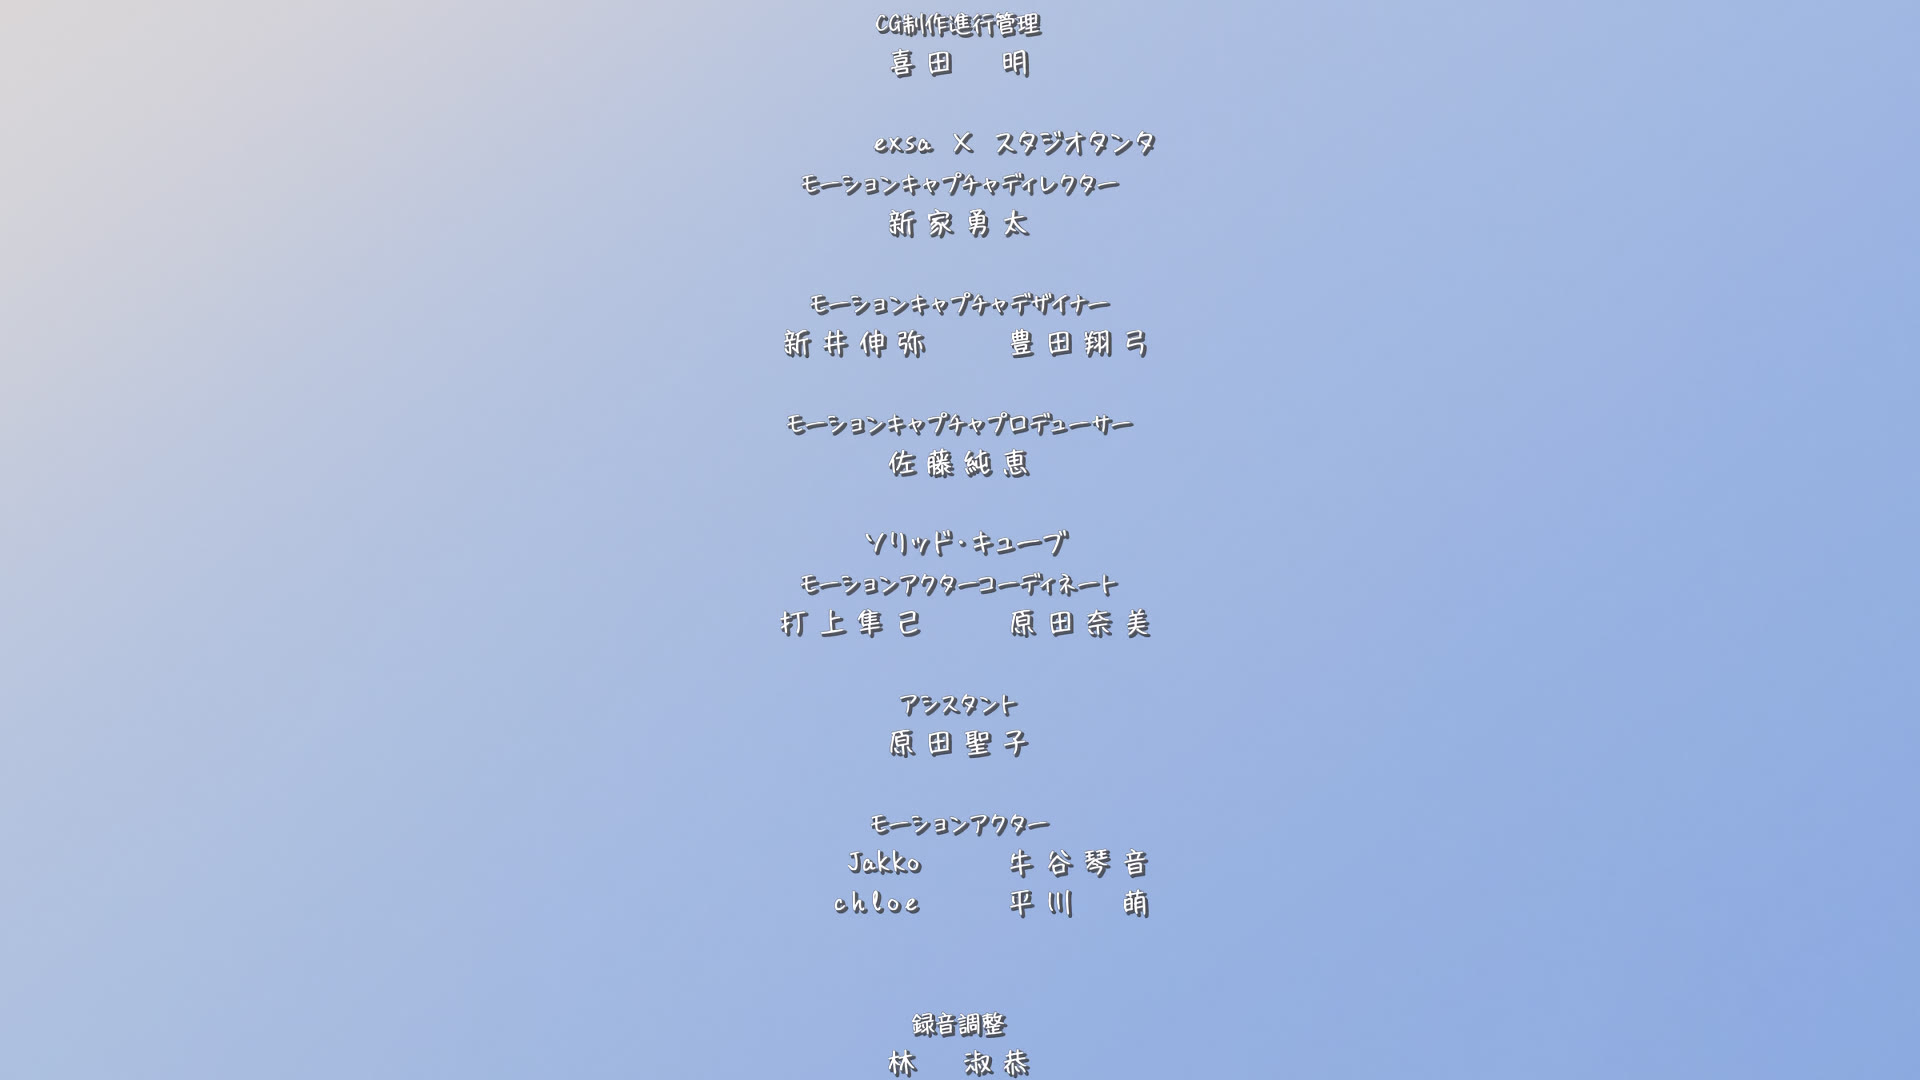 CG制作進行管理
喜田　明
exsa × スタジオタンタ
モーションキャプチャディレクター
新家勇太
モーションキャプチャデザイナー
新井伸弥　豊田翔弓
モーションキャプチャプロデューサー
佐藤純恵
ソリッド・キューブ
モーションアクターコーディネート
打上隼己　原田奈美
アシスタント
原田聖子
モーションアクター
Jakko　牛谷琴音
chloe　平川　萌
録音調整
林　淑恭